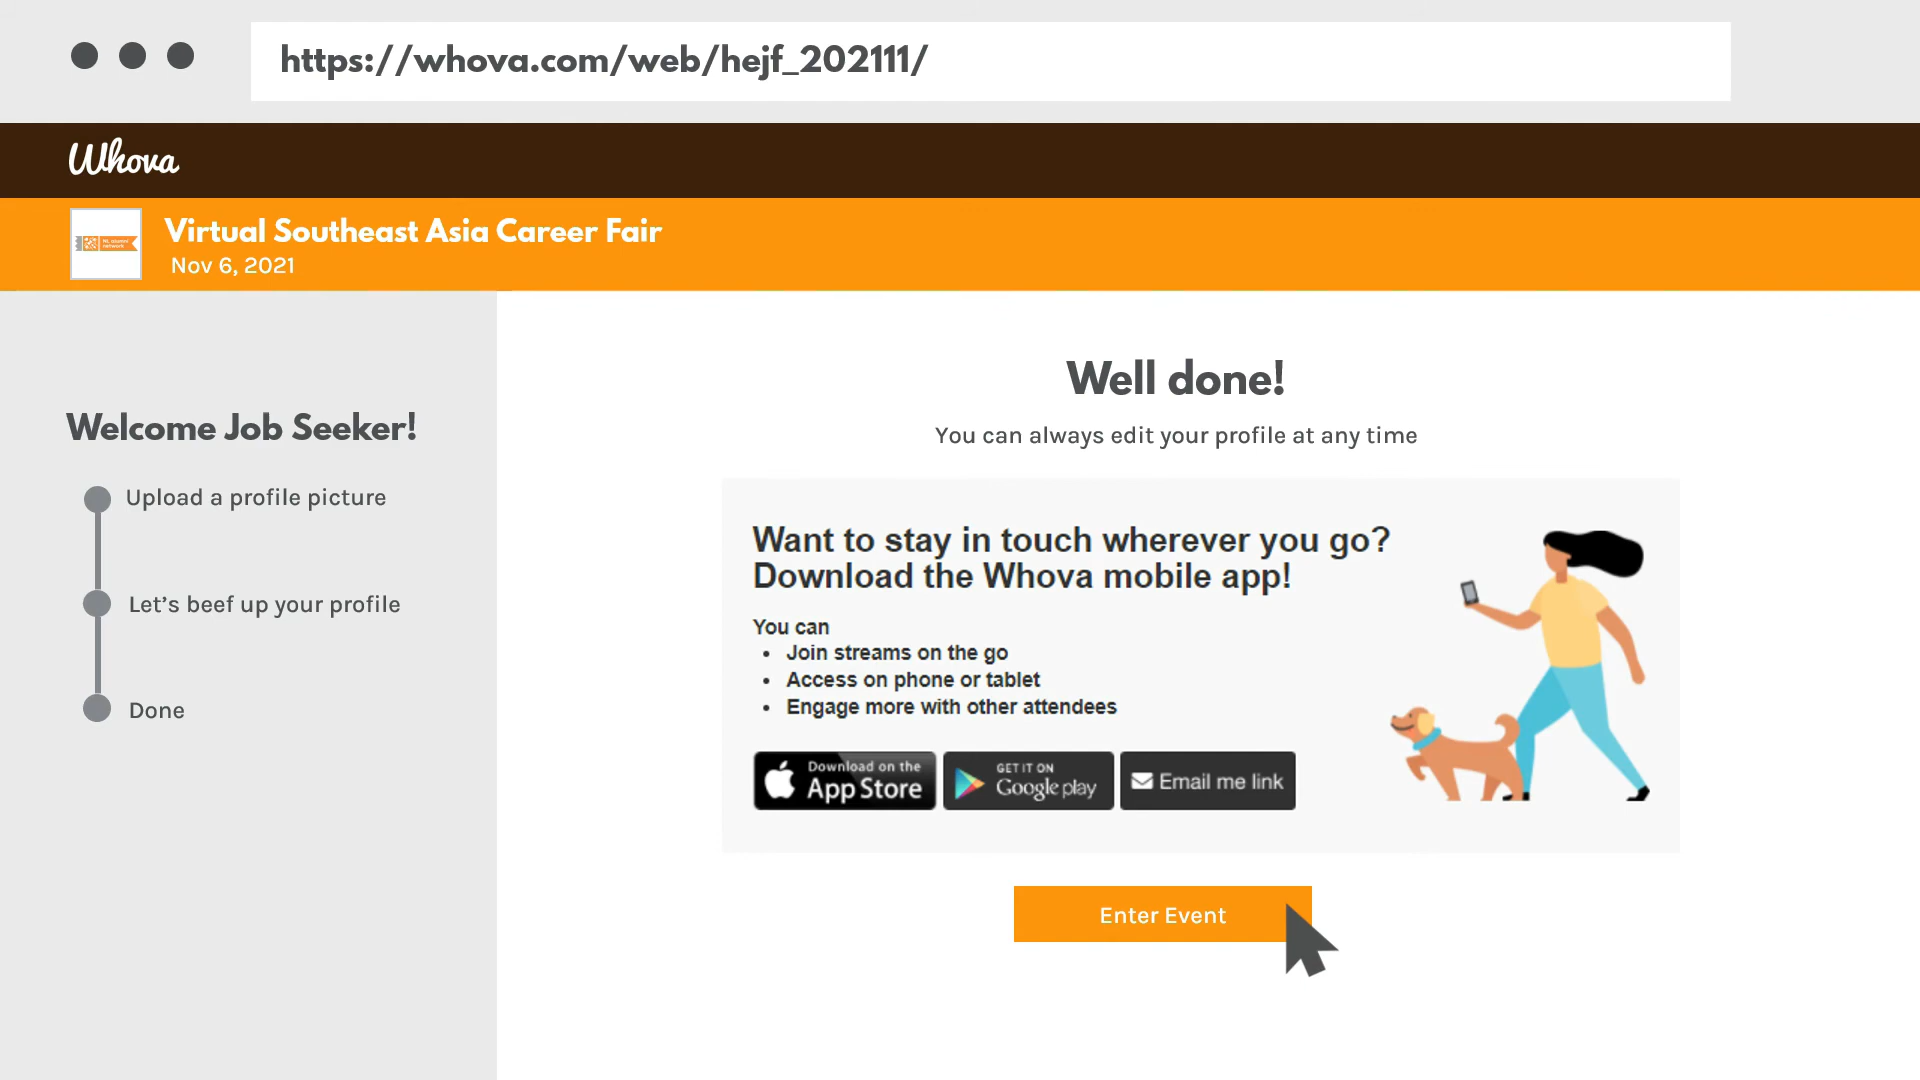 https://whova.com/web/hejf_202111/
Whova
NL alumni
network
Virtual Southeast Asia Career Fair
Nov 6, 2021
Welcome Job Seeker!
Upload a profile picture
Let's beef up your profile
Done
Well done!
You can always edit your profile at any time
Want to stay in touch wherever you go?
Download the Whova mobile app!
You can
• Join streams on the go
• Access on phone or tablet
• Engage more with other attendees
Download on the
App Store
GET IT ON
Google play
Email me link
Enter Event